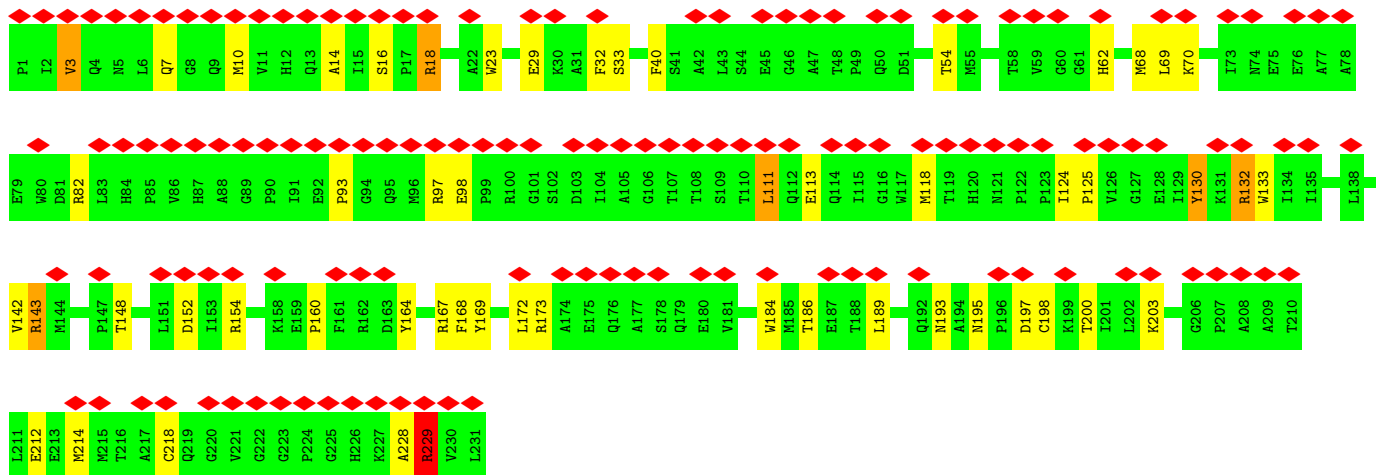 P1 I2 V3 Q4 N5 L6 Q7 G8 Q9 M10 V11 H12 Q13 A14 I15 S16 P17 R18 A22 W23 E29 K30 A31 F32 S33 F40 S41 A42 L43 S44 E45 G46 A47 T48 P49 Q50 D51 T54 M55 T58 V59 G60 G61 H62 M68 L69 K70 I73 N74 E75 E76 A77 A78
E79 W80 D81 R82 L83 H84 P85 V86 H87 A88 G89 P90 I91 E92 P93 G94 Q95 M96 R97 E98 P99 R100 G101 S102 D103 I104 A105 G106 T107 T108 S109 T110 L111 Q112 E113 Q114 I115 G116 W117 M118 T119 H120 N121 P122 P123 I124 P125 V126 G127 E128 I129 Y130 K131 R132 W133 I134 I135 L138
V142 R143 M144 P147 T148 L151 D152 I153 R154 K158 E159 P160 F161 R162 D163 Y164 R167 F168 Y169 L172 R173 A174 E175 Q176 A177 S178 Q179 E180 V181 W184 M185 T186 E187 T188 L189 Q192 N193 A194 N195 P196 D197 C198 K199 T200 I201 L202 K203 G206 P207 A208 A209 T210
L211 E212 E213 M214 M215 T216 A217 C218 Q219 G220 V221 G222 G223 P224 G225 H226 K227 A228 R229 V230 L231